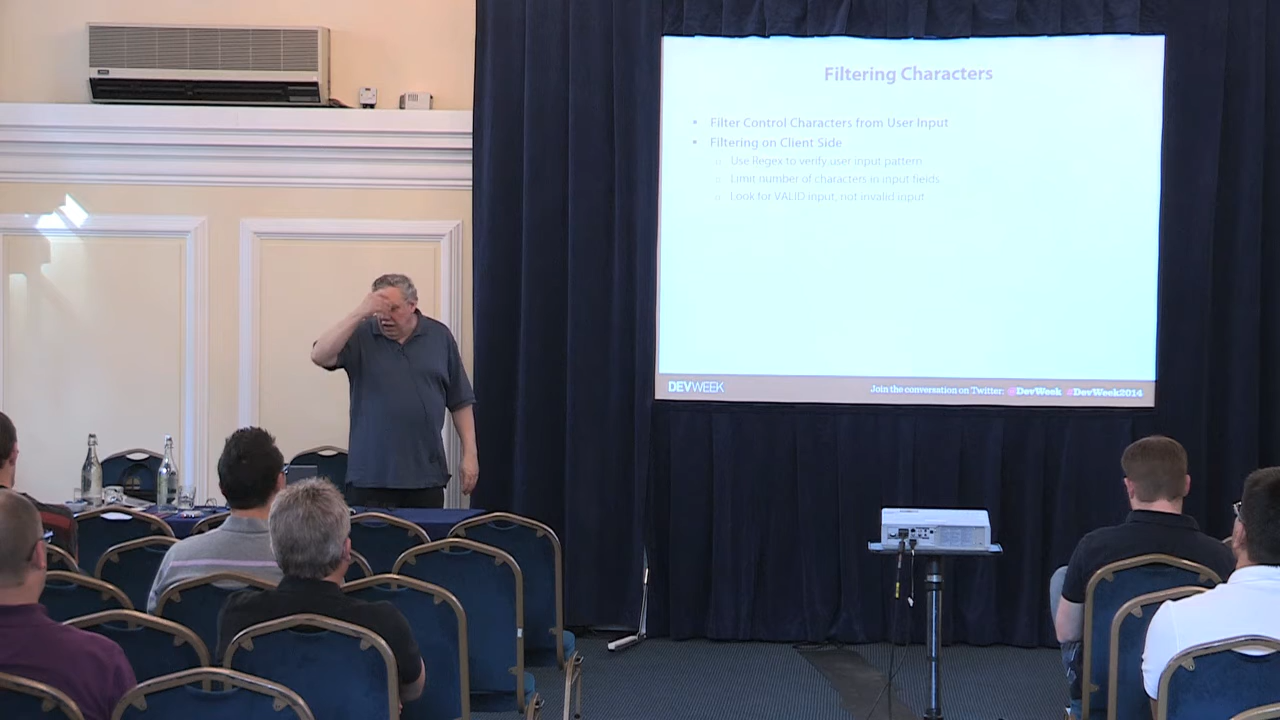 Filtering Characters
▪ Filter Control Characters from User Input
▪ Filtering on Client Side
o Use Regex to verify user input pattern
o Limit number of characters in input fields
o Look for VALID input, not invalid input
DEVWEEK
Join the conversation on Twitter: @DevWeek #DevWeek2014